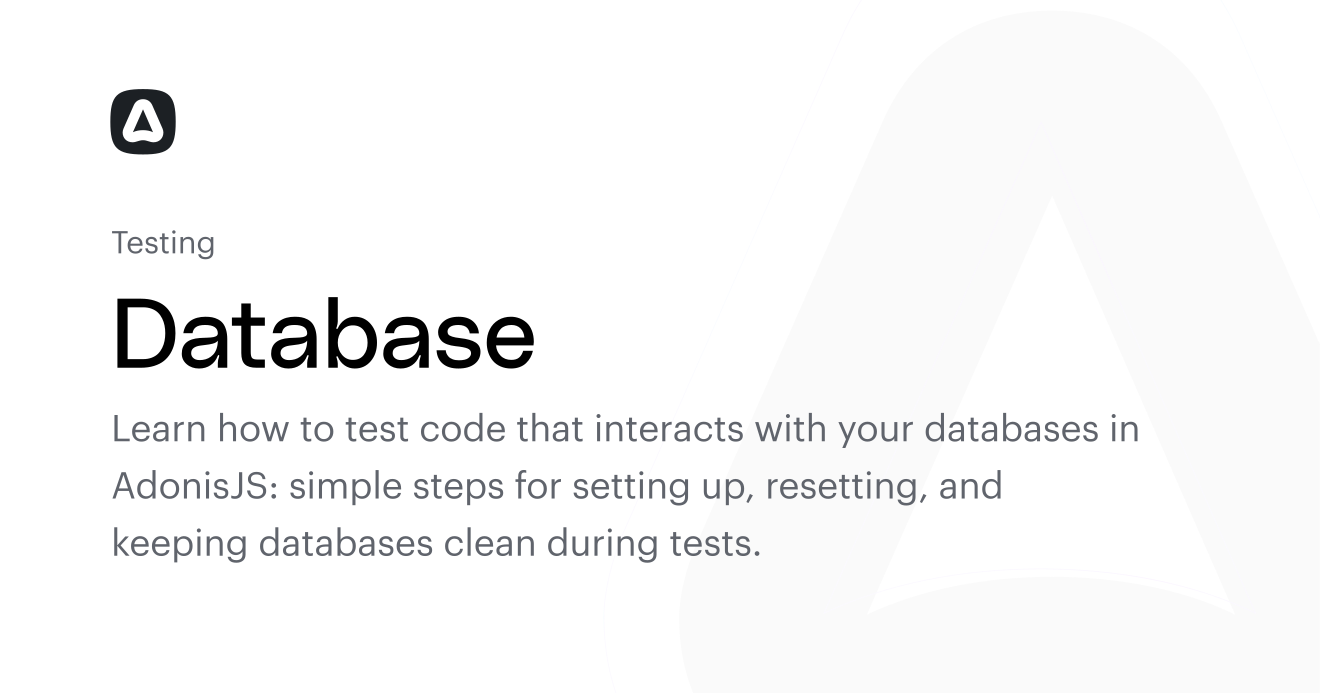 Testing
Database
Learn how to test code that interacts with your databases in
AdonisJS: simple steps for setting up, resetting, and
keeping databases clean during tests.